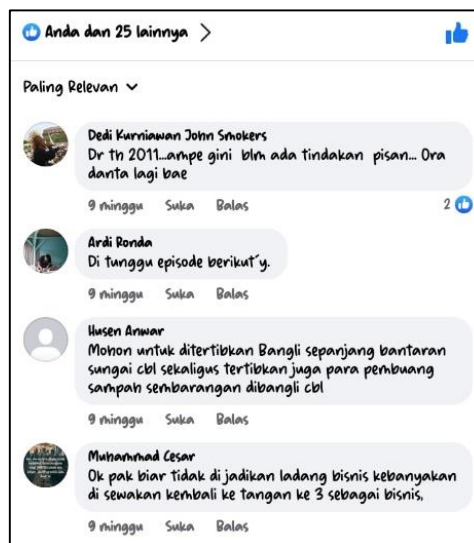 Anda dan 25 lainnya
Paling Relevan
Dedi Kurniawan John Smokers
Dr th 2011...ampe gini blm ada tindakan pisan... Ora
danta lagi bae
9 minggu Suka Balas 2
Ardi Ronda
Di tunggu episode berikut´y.
9 minggu Suka Balas
Husen Anwar
Mohon untuk ditertibkan Bangli sepanjang bantaran
sungai cbl sekaligus tertibkan juga para pembuang
sampah sembarangan dibangli cbl
9 minggu Suka Balas
Muhammad Cesar
Ok pak biar tidak di jadikan ladang bisnis kebanyakan
di sewakan kembali ke tangan ke 3 sebagai bisnis,
9 minggu Suka Balas